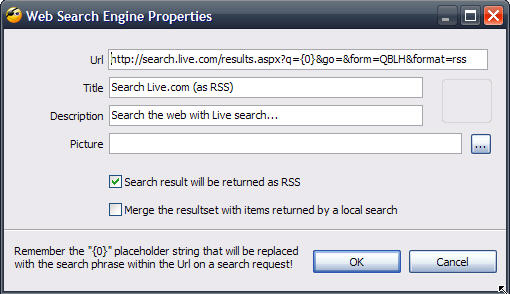 Web Search Engine Properties
Url http://search.live.com/results.aspx?q={0}&go=&form=QBLH&format=rss
Title Search Live.com (as RSS)
Description Search the web with Live search...
Picture ...
Search result will be returned as RSS
Merge the resultset with items returned by a local search
Remember the "{0}" placeholder string that will be replaced
with the search phrase within the Url on a search request!
OK Cancel